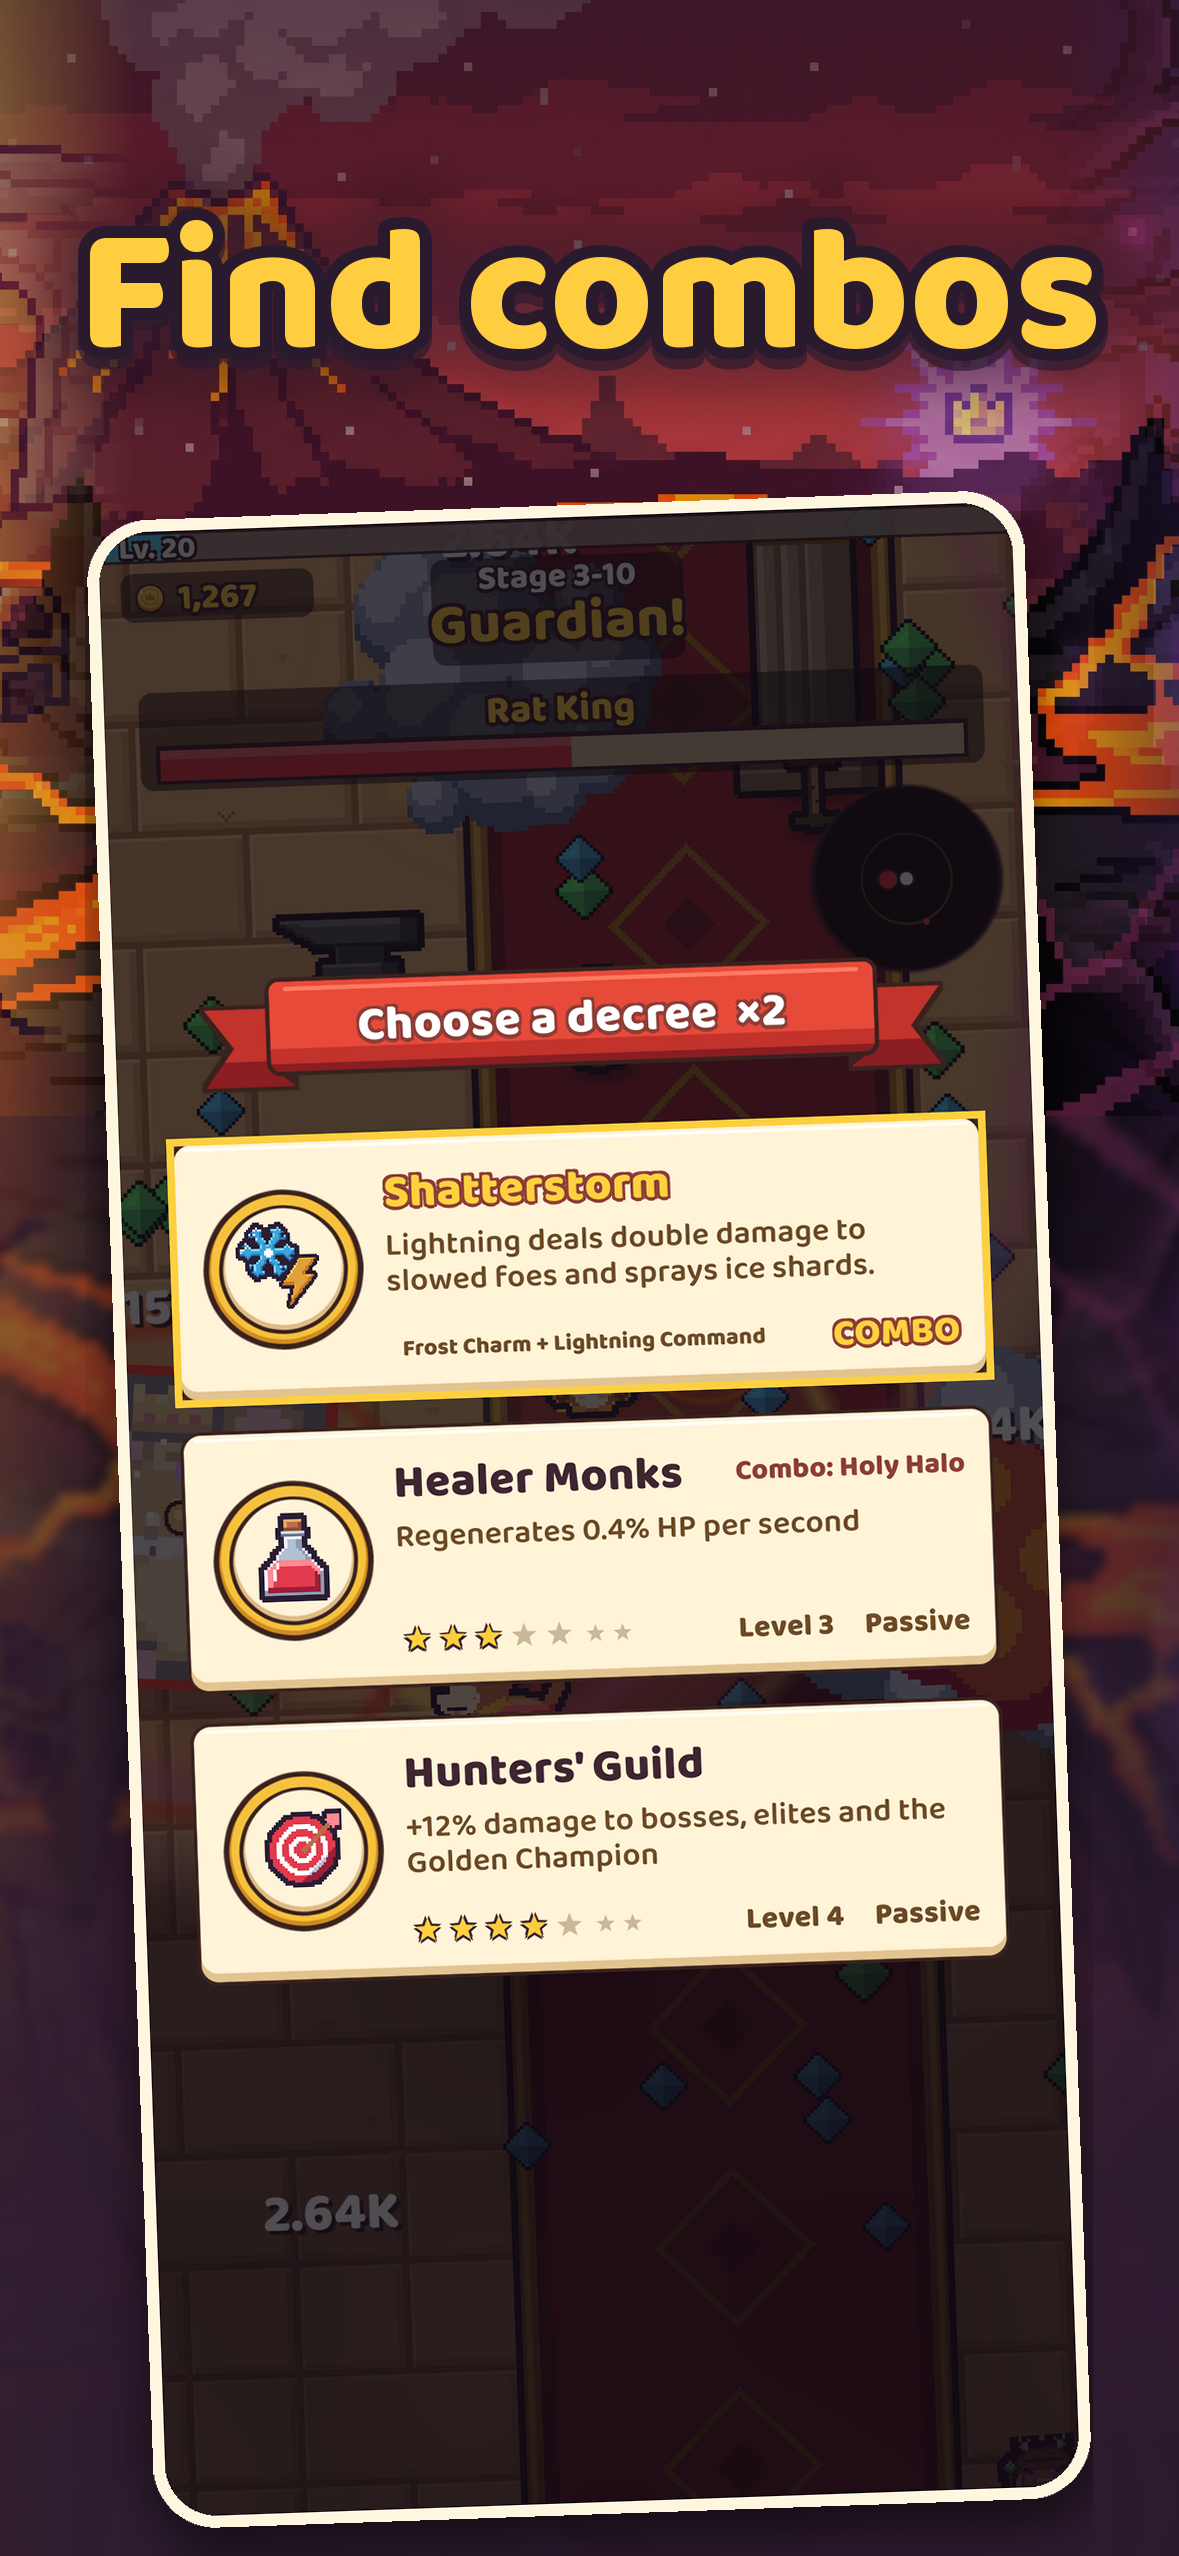 Find combos
Lv. 20
2.64K
1,267
Stage 3-10
Guardian!
Rat King
Choose a decree ×2
Shatterstorm
Lightning deals double damage to
slowed foes and sprays ice shards.
Frost Charm + Lightning Command
COMBO
Healer Monks
Combo: Holy Halo
Regenerates 0.4% HP per second
Level 3 Passive
Hunters' Guild
+12% damage to bosses, elites and the
Golden Champion
Level 4 Passive
2.64K